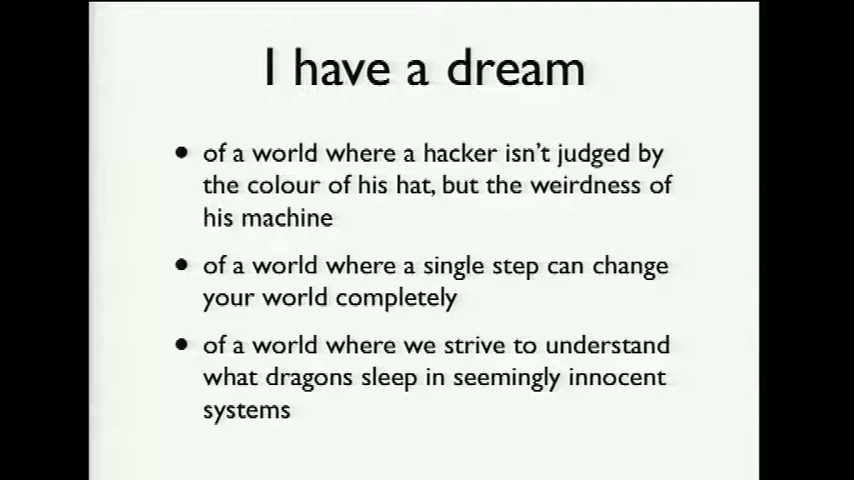 I have a dream
• of a world where a hacker isn't judged by
the colour of his hat, but the weirdness of
his machine
• of a world where a single step can change
your world completely
• of a world where we strive to understand
what dragons sleep in seemingly innocent
systems